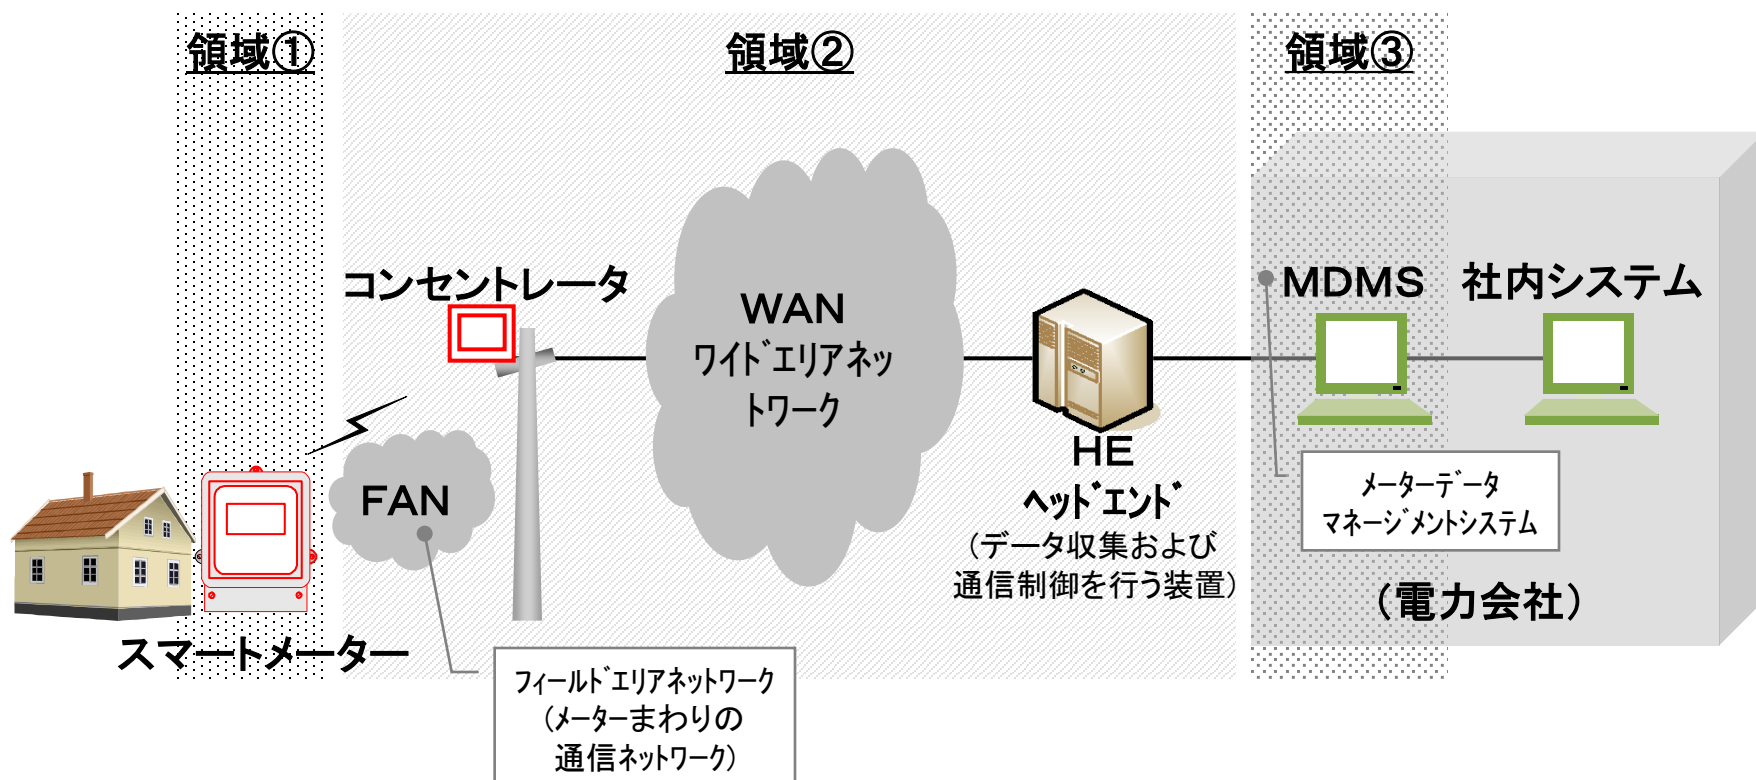 領域①
領域②
領域③
コンセントレータ
WAN
ワイドエリアネッ
トワーク
MDMS
社内システム
FAN
HE
ヘッドエンド
(データ収集および
通信制御を行う装置)
メーターデータ
マネージメントシステム
(電力会社)
スマートメーター
フィールドエリアネットワーク
(メーターまわりの
通信ネットワーク)